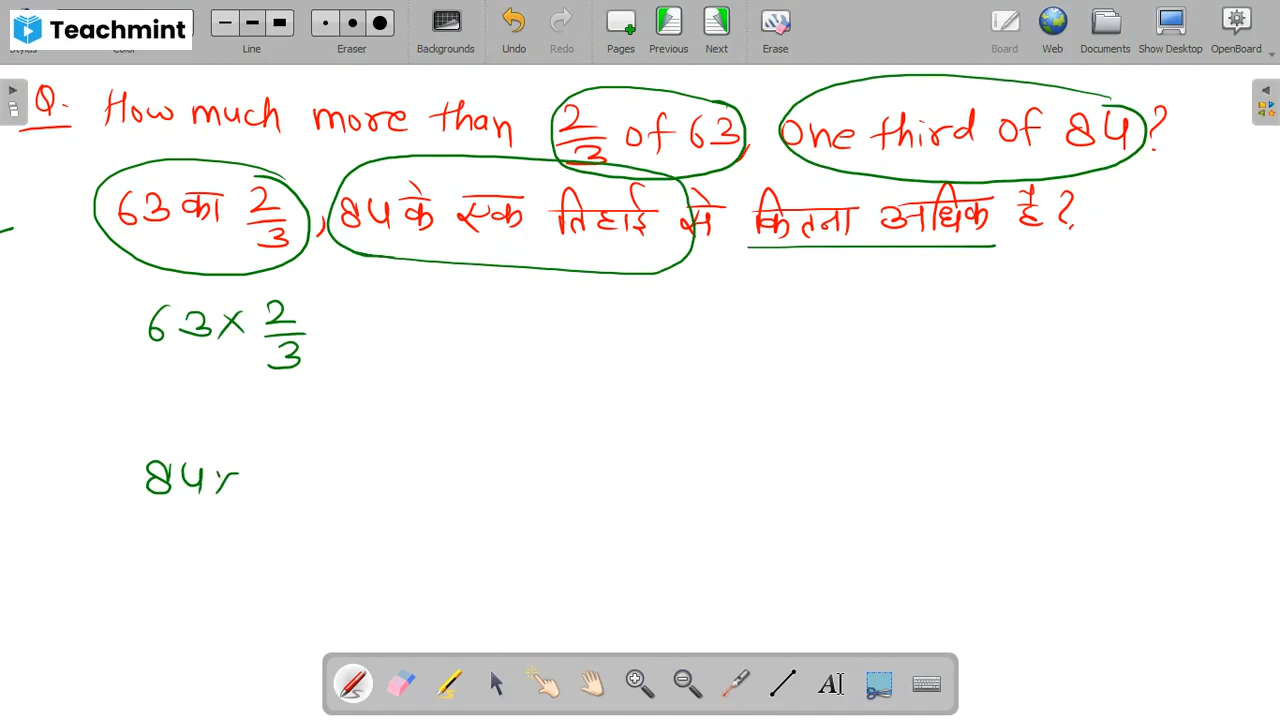 Teachmint
Line Eraser Backgrounds Undo Redo Pages Previous Next Erase Board Web Documents Show Desktop OpenBoard
Q. How much more than 2/3 of 63, one third of 84?
63 का 2/3, 84 के एक तिहाई से कितना अधिक है?
63 × 2/3
84 ×